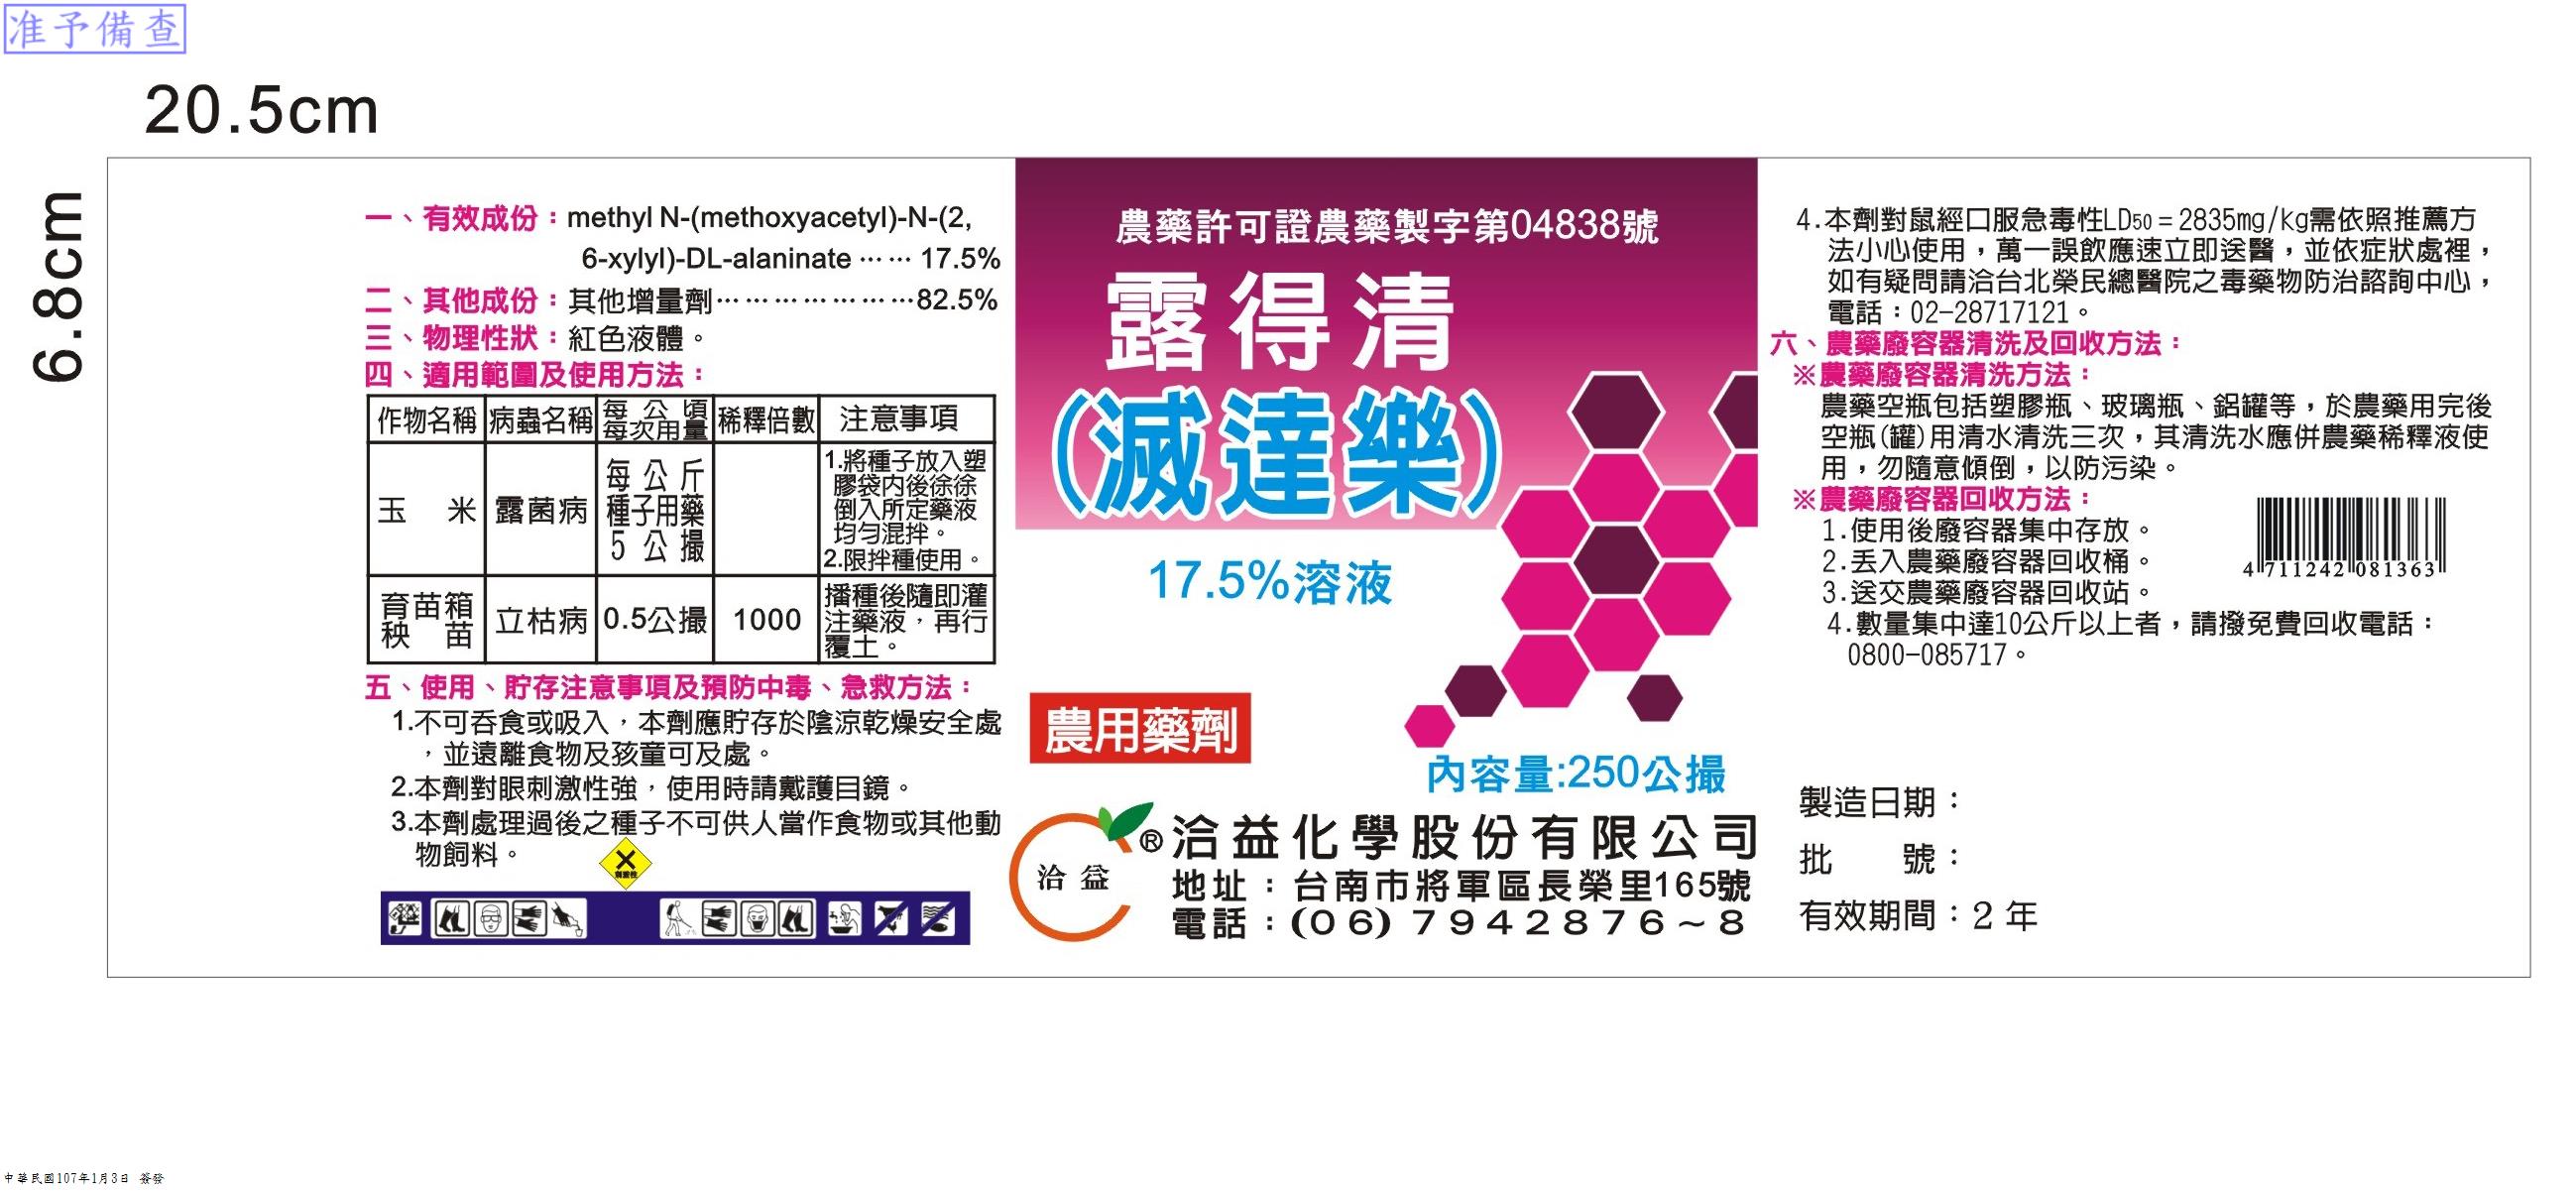 准予備查
20.5cm
6.8cm
一、有效成份：methyl N-(methoxyacetyl)-N-(2,
6-xylyl)-DL-alaninate …… 17.5%
二、其他成份：其他增量劑…………………82.5%
三、物理性狀：紅色液體。
四、適用範圍及使用方法：
作物名稱 病蟲名稱 每公頃每次用量 稀釋倍數 注意事項
玉米 露菌病 每公斤種子用藥5公撮
1.將種子放入塑
膠袋內後徐徐
倒入所定藥液
均勻混拌。
2.限拌種使用。
育苗箱秧苗 立枯病 0.5公撮 1000
播種後隨即灌
注藥液，再行
覆土。
五、使用、貯存注意事項及預防中毒、急救方法：
1.不可吞食或吸入，本劑應貯存於陰涼乾燥安全處
，並遠離食物及孩童可及處。
2.本劑對眼刺激性強，使用時請戴護目鏡。
3.本劑處理過後之種子不可供人當作食物或其他動
物飼料。
農藥許可證農藥製字第04838號
露得清
(滅達樂)
17.5%溶液
農用藥劑
內容量:250公撮
洽益
®洽益化學股份有限公司
地址：台南市將軍區長榮里165號
電話：(06)7942876~8
4.本劑對鼠經口服急毒性LD50＝2835mg/kg需依照推薦方
法小心使用，萬一誤飲應速立即送醫，並依症狀處裡，
如有疑問請洽台北榮民總醫院之毒藥物防治諮詢中心，
電話：02-28717121。
六、農藥廢容器清洗及回收方法：
※農藥廢容器清洗方法：
農藥空瓶包括塑膠瓶、玻璃瓶、鋁罐等，於農藥用完後
空瓶(罐)用清水清洗三次，其清洗水應併農藥稀釋液使
用，勿隨意傾倒，以防污染。
※農藥廢容器回收方法：
1.使用後廢容器集中存放。
2.丟入農藥廢容器回收桶。
3.送交農藥廢容器回收站。
4.數量集中達10公斤以上者，請撥免費回收電話：
0800-085717。
4 711242 081363
製造日期：
批　　號：
有效期間：2 年
中華民國107年1月3日 簽發